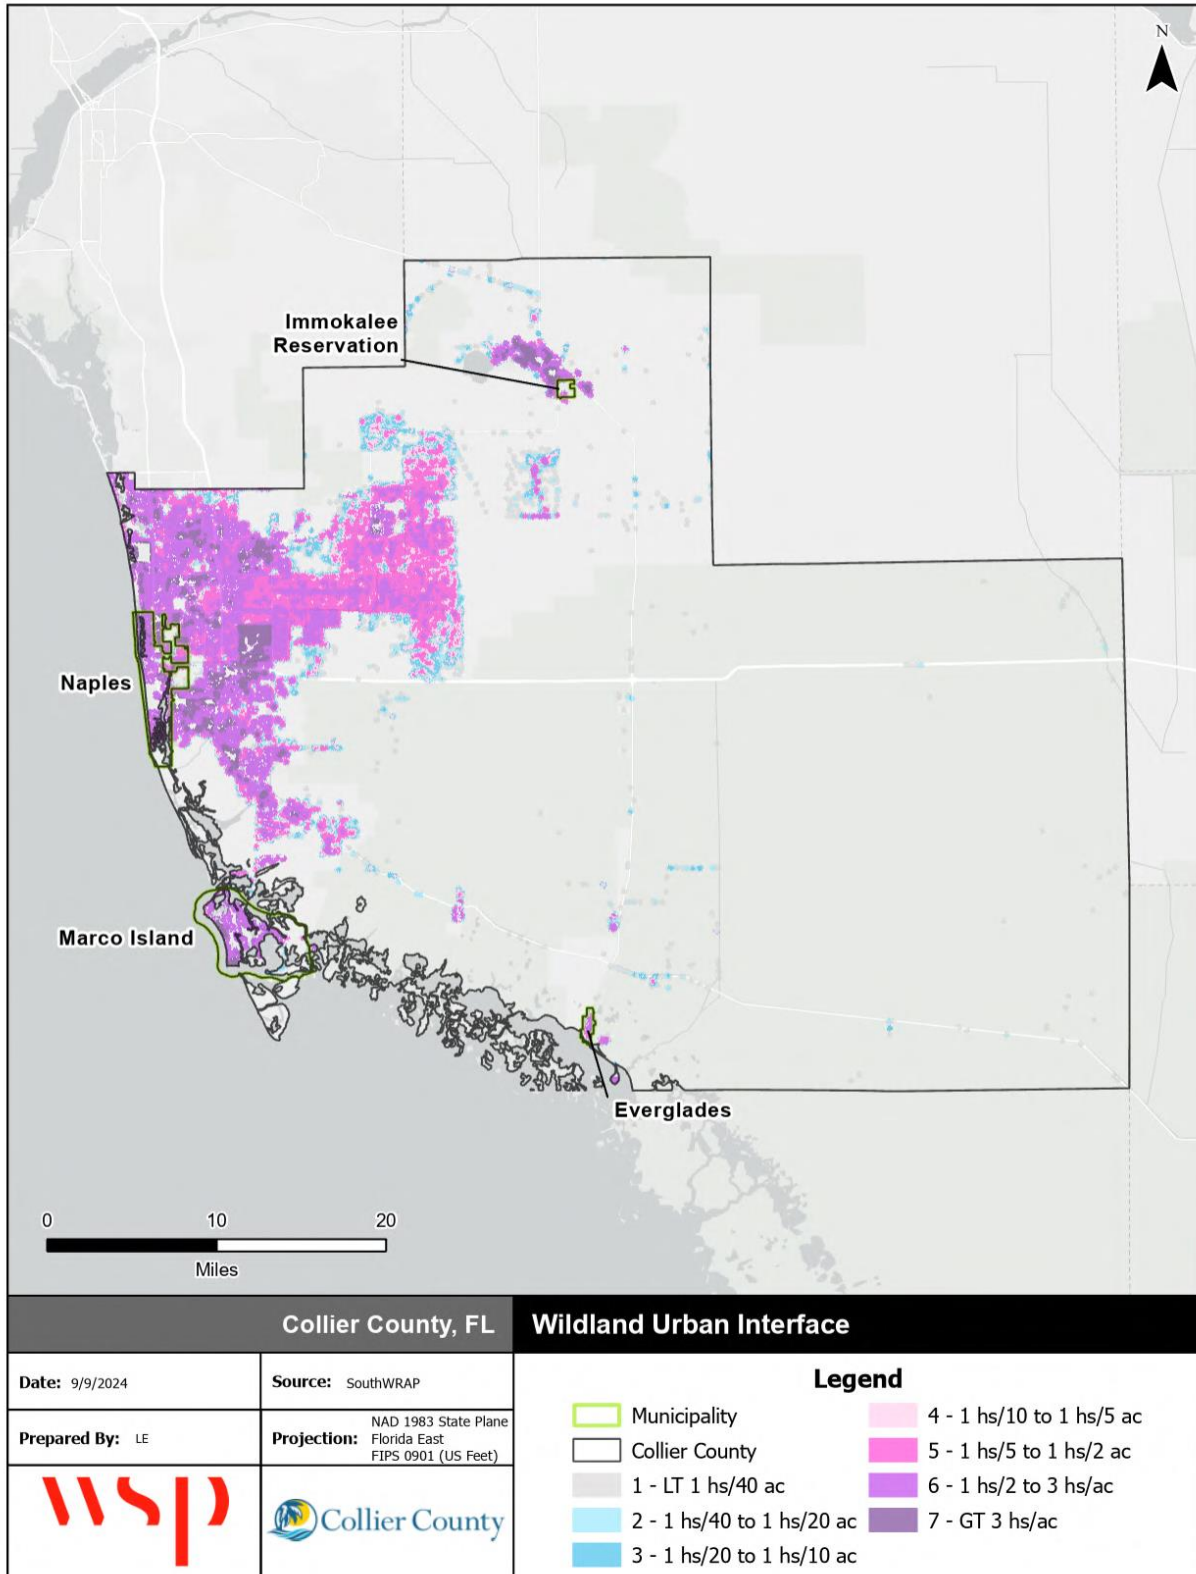 N
Immokalee
Reservation
Naples
Marco Island
Everglades
0 10 20
Miles
Collier County, FL
Wildland Urban Interface
Date: 9/9/2024
Source: SouthWRAP
Prepared By: LE
Projection: NAD 1983 State Plane
Florida East
FIPS 0901 (US Feet)
wsp
Collier County
Legend
Municipality
Collier County
1 - LT 1 hs/40 ac
2 - 1 hs/40 to 1 hs/20 ac
3 - 1 hs/20 to 1 hs/10 ac
4 - 1 hs/10 to 1 hs/5 ac
5 - 1 hs/5 to 1 hs/2 ac
6 - 1 hs/2 to 3 hs/ac
7 - GT 3 hs/ac